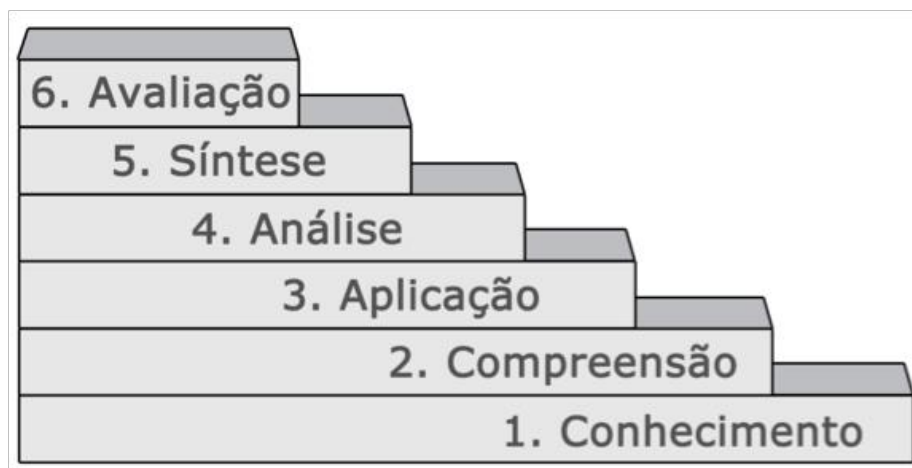 6. Avaliação
5. Síntese
4. Análise
3. Aplicação
2. Compreensão
1. Conhecimento